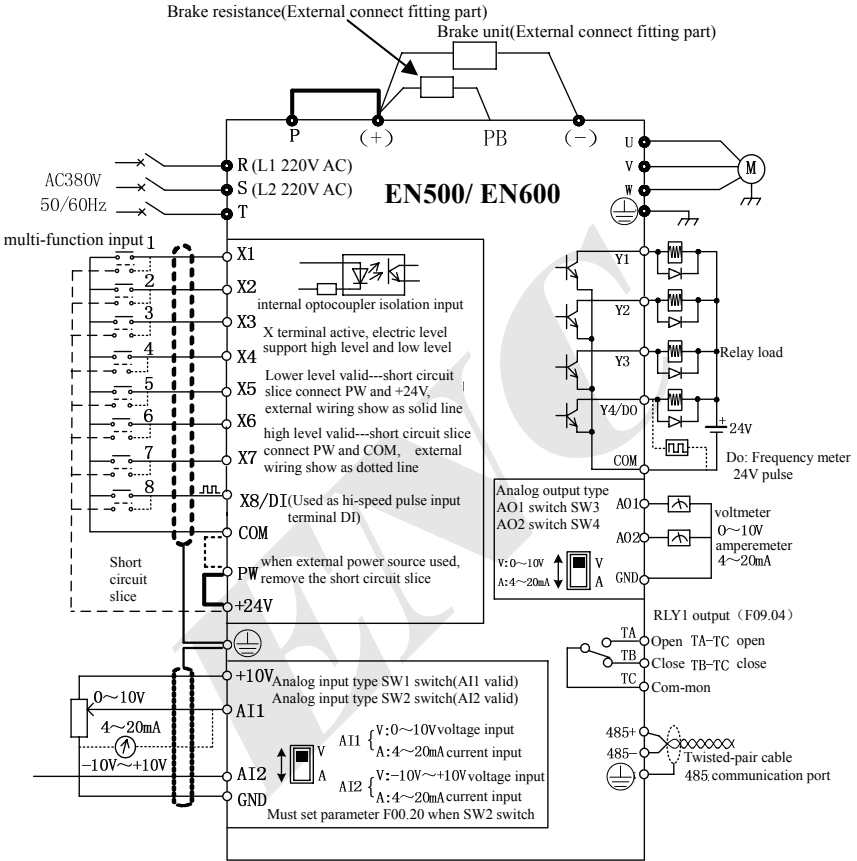 Brake resistance(External connect fitting part)
Brake unit(External connect fitting part)
P (+) PB (-)
R (L1 220V AC)
S (L2 220V AC)
T
AC380V
50/60Hz
EN500/ EN600
U
V
W
M
multi-function input
1
2
3
4
5
6
7
8
X1
X2
X3
X4
X5
X6
X7
X8/DI(Used as hi-speed pulse input
terminal DI)
COM
PW
+24V
internal optocoupler isolation input
X terminal active, electric level
support high level and low level
Lower level valid---short circuit
slice connect PW and +24V,
external wiring show as solid line
high level valid---short circuit slice
connect PW and COM, external
wiring show as dotted line
when external power source used,
remove the short circuit slice
Short
circuit
slice
Y1
Y2
Y3
Y4/DO
COM
Relay load
+
24V
Do: Frequency meter
24V pulse
Analog output type
AO1 switch SW3
AO2 switch SW4
V:0～10V
A:4～20mA
V
A
AO1
AO2
GND
voltmeter
0～10V
amperemeter
4～20mA
RLY1 output（F09.04）
TA
Open TA-TC open
TB
Close TB-TC close
TC
Com-mon
485+
485-
Twisted-pair cable
485 communication port
+10V
AI1
AI2
GND
0～10V
4～20mA
-10V～+10V
Analog input type SW1 switch(AI1 valid)
Analog input type SW2 switch(AI2 valid)
V
A
AI1 { V:0～10Vvoltage input
A:4～20mAcurrent input
AI2 { V:-10V～+10Vvoltage input
A:4～20mAcurrent input
Must set parameter F00.20 when SW2 switch
ENC